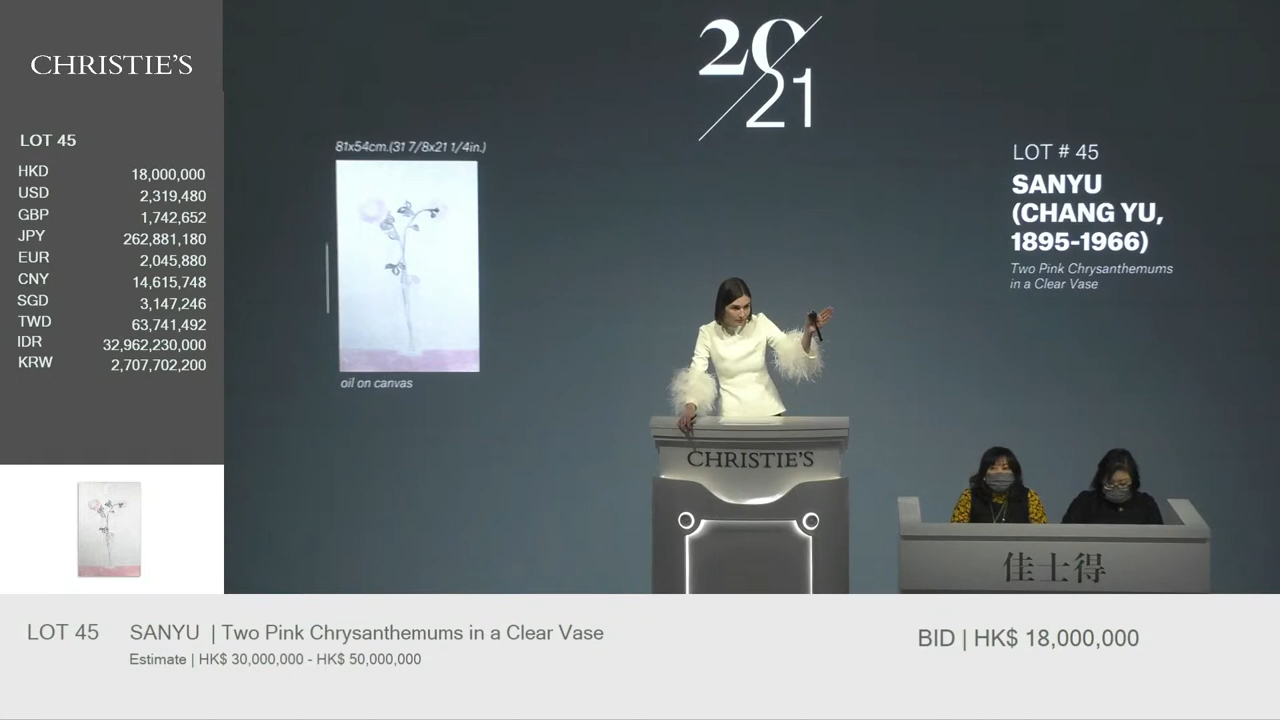 CHRISTIE'S
LOT 45
HKD 18,000,000
USD 2,319,480
GBP 1,742,652
JPY 262,881,180
EUR 2,045,880
CNY 14,615,748
SGD 3,147,246
TWD 63,741,492
IDR 32,962,230,000
KRW 2,707,702,200
20
21
81x54cm.(31 7/8x21 1/4in.)
oil on canvas
LOT # 45
SANYU
(CHANG YU,
1895-1966)
Two Pink Chrysanthemums
in a Clear Vase
CHRISTIE'S
佳士得
LOT 45 SANYU | Two Pink Chrysanthemums in a Clear Vase
Estimate | HK$ 30,000,000 - HK$ 50,000,000
BID | HK$ 18,000,000